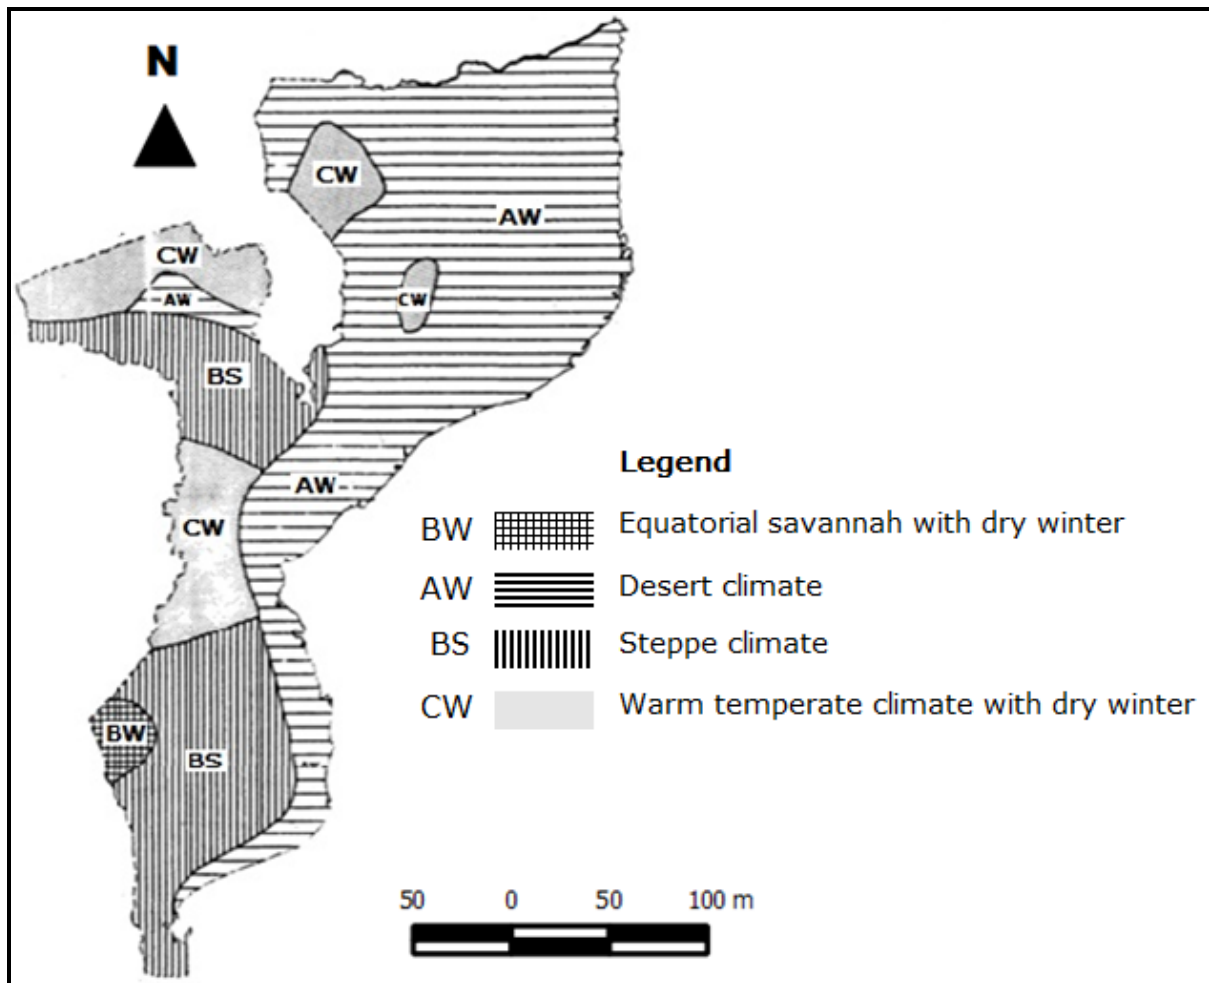 N
CW
AW
CW
AW
CW
BS
Legend
AW
CW
BW Equatorial savannah with dry winter
AW Desert climate
BS Steppe climate
CW Warm temperate climate with dry winter
BW
BS
AW
50 0 50 100 m